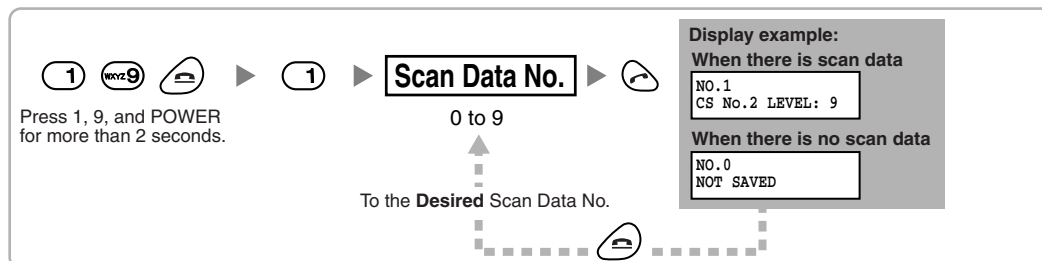 1) WXYZ9
1)
Scan Data No.
0 to 9
Press 1, 9, and POWER
for more than 2 seconds.
Display example:
When there is scan data
NO.1
CS No.2 LEVEL: 9
When there is no scan data
NO.0
NOT SAVED
To the Desired Scan Data No.